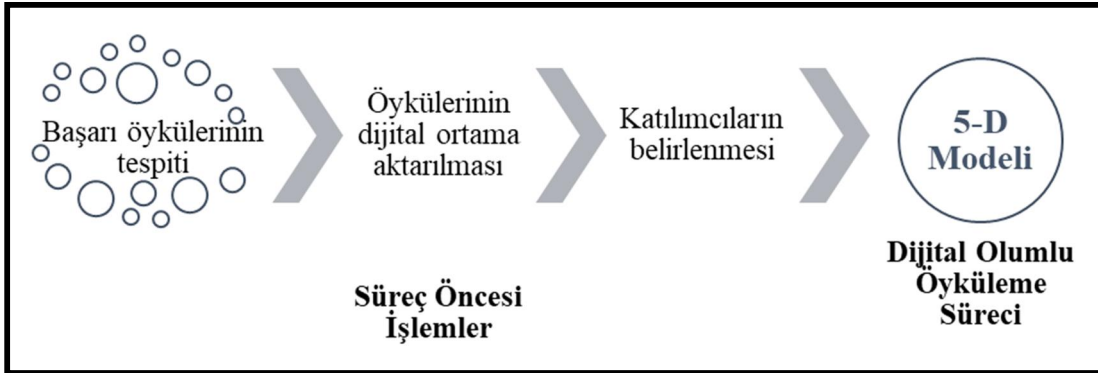 Başarı öykülerinin
tespiti
Öykülerinin
dijital ortama
aktarılması
Katılımcıların
belirlenmesi
5-D
Modeli
Süreç Öncesi
İşlemler
Dijital Olumlu
Öyküleme
Süreci